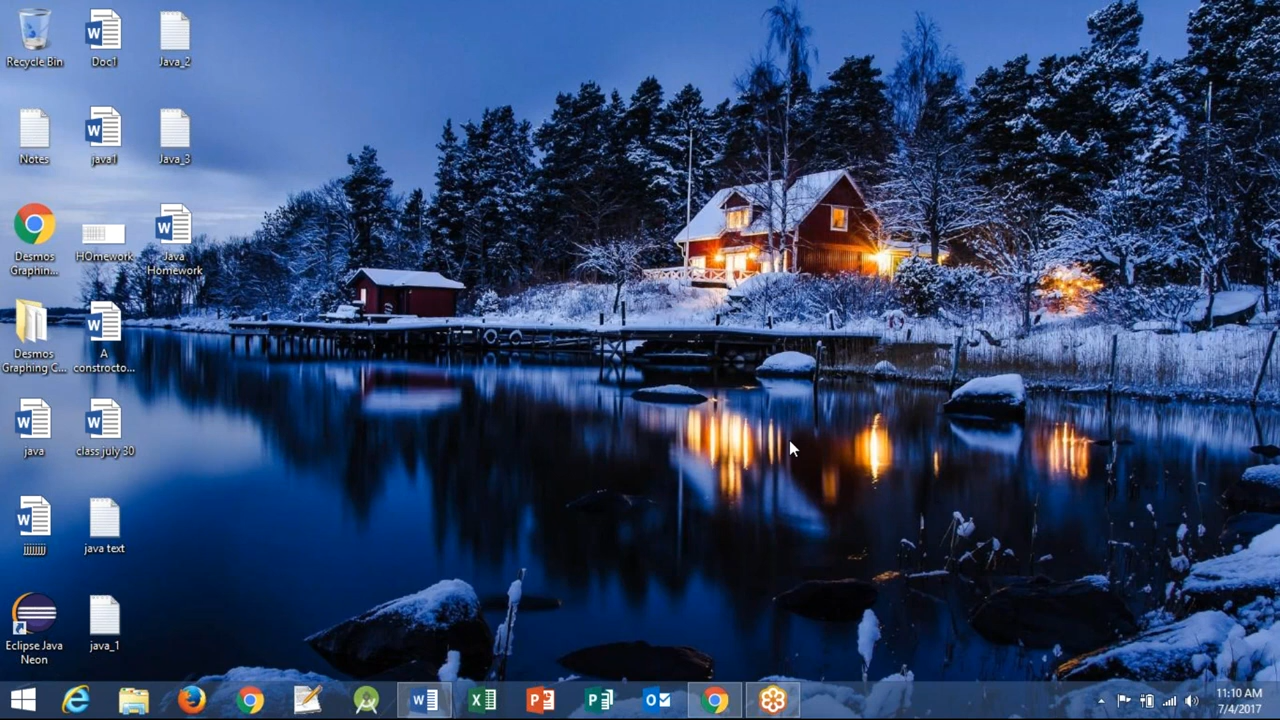 Recycle Bin
Doc1
Java_2
Notes
java1
Java_3
Desmos
Graphin...
HOmework
Java
Homework
Desmos
Graphing C...
A
constructo...
java
class july 30
jjjjjjj
java text
Eclipse Java
Neon
java_1
11:10 AM
7/4/2017